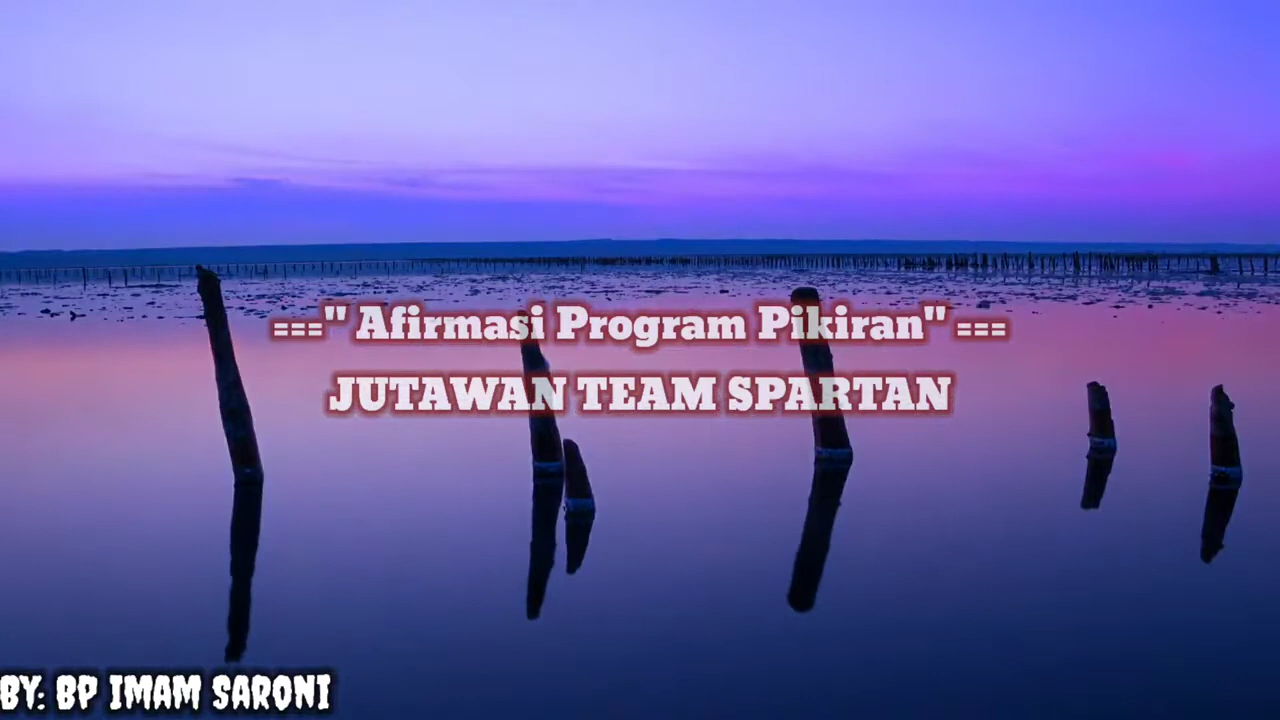 ===" Afirmasi Program Pikiran" ===
JUTAWAN TEAM SPARTAN
BY: BP IMAM SARONI